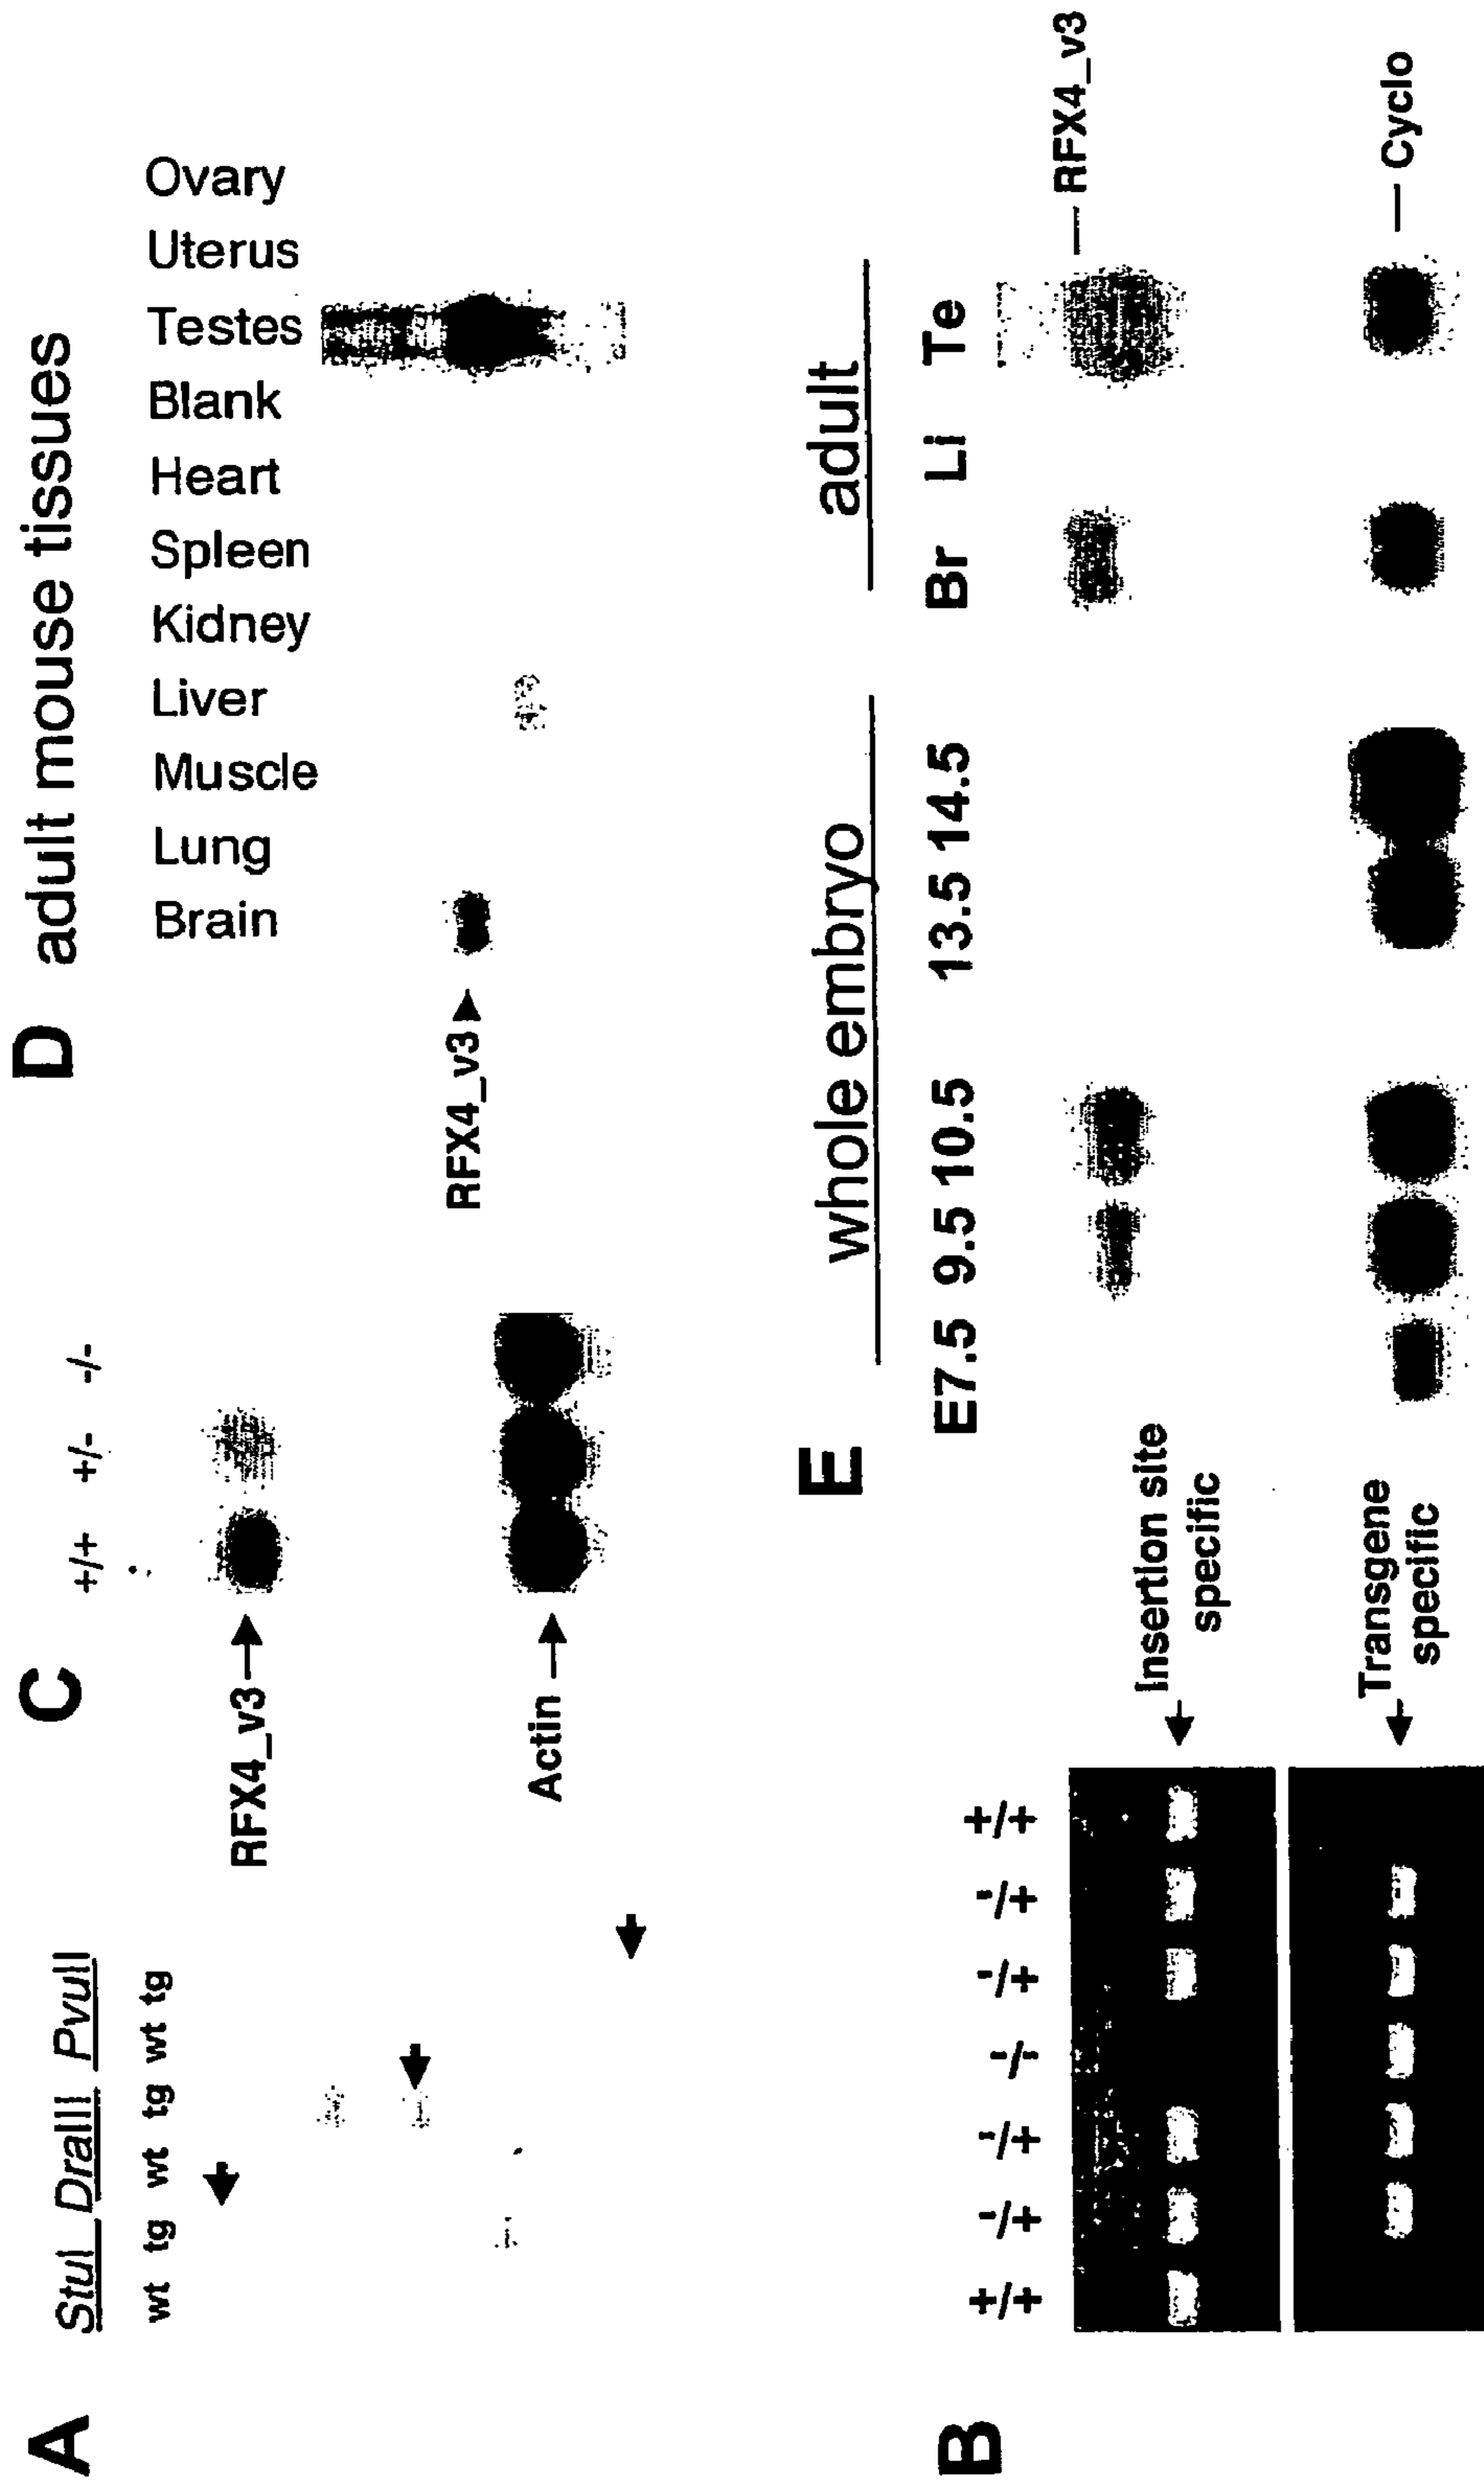 A
StuI DraIII PvuII
wt tg wt tg wt tg
B
+/+ -/+ -/+ -/- -/+ -/+ +/+
Insertion site
specific
Transgene
specific
C
+/+ +/- -/-
RFX4_v3
Actin
D adult mouse tissues
Brain
Lung
Muscle
Liver
Kidney
Spleen
Heart
Blank
Testes
Uterus
Ovary
RFX4_v3
E
whole embryo adult
E7.5 9.5 10.5 13.5 14.5 Br Li Te
RFX4_v3
Cyclo